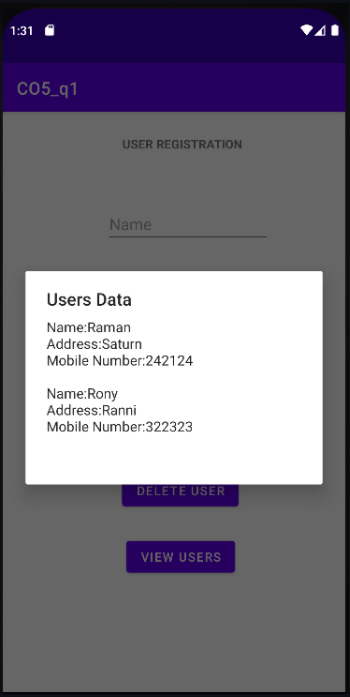 1:31
CO5_q1
USER REGISTRATION
Name
Users Data
Name:Raman
Address:Saturn
Mobile Number:242124
Name:Rony
Address:Ranni
Mobile Number:322323
DELETE USER
VIEW USERS